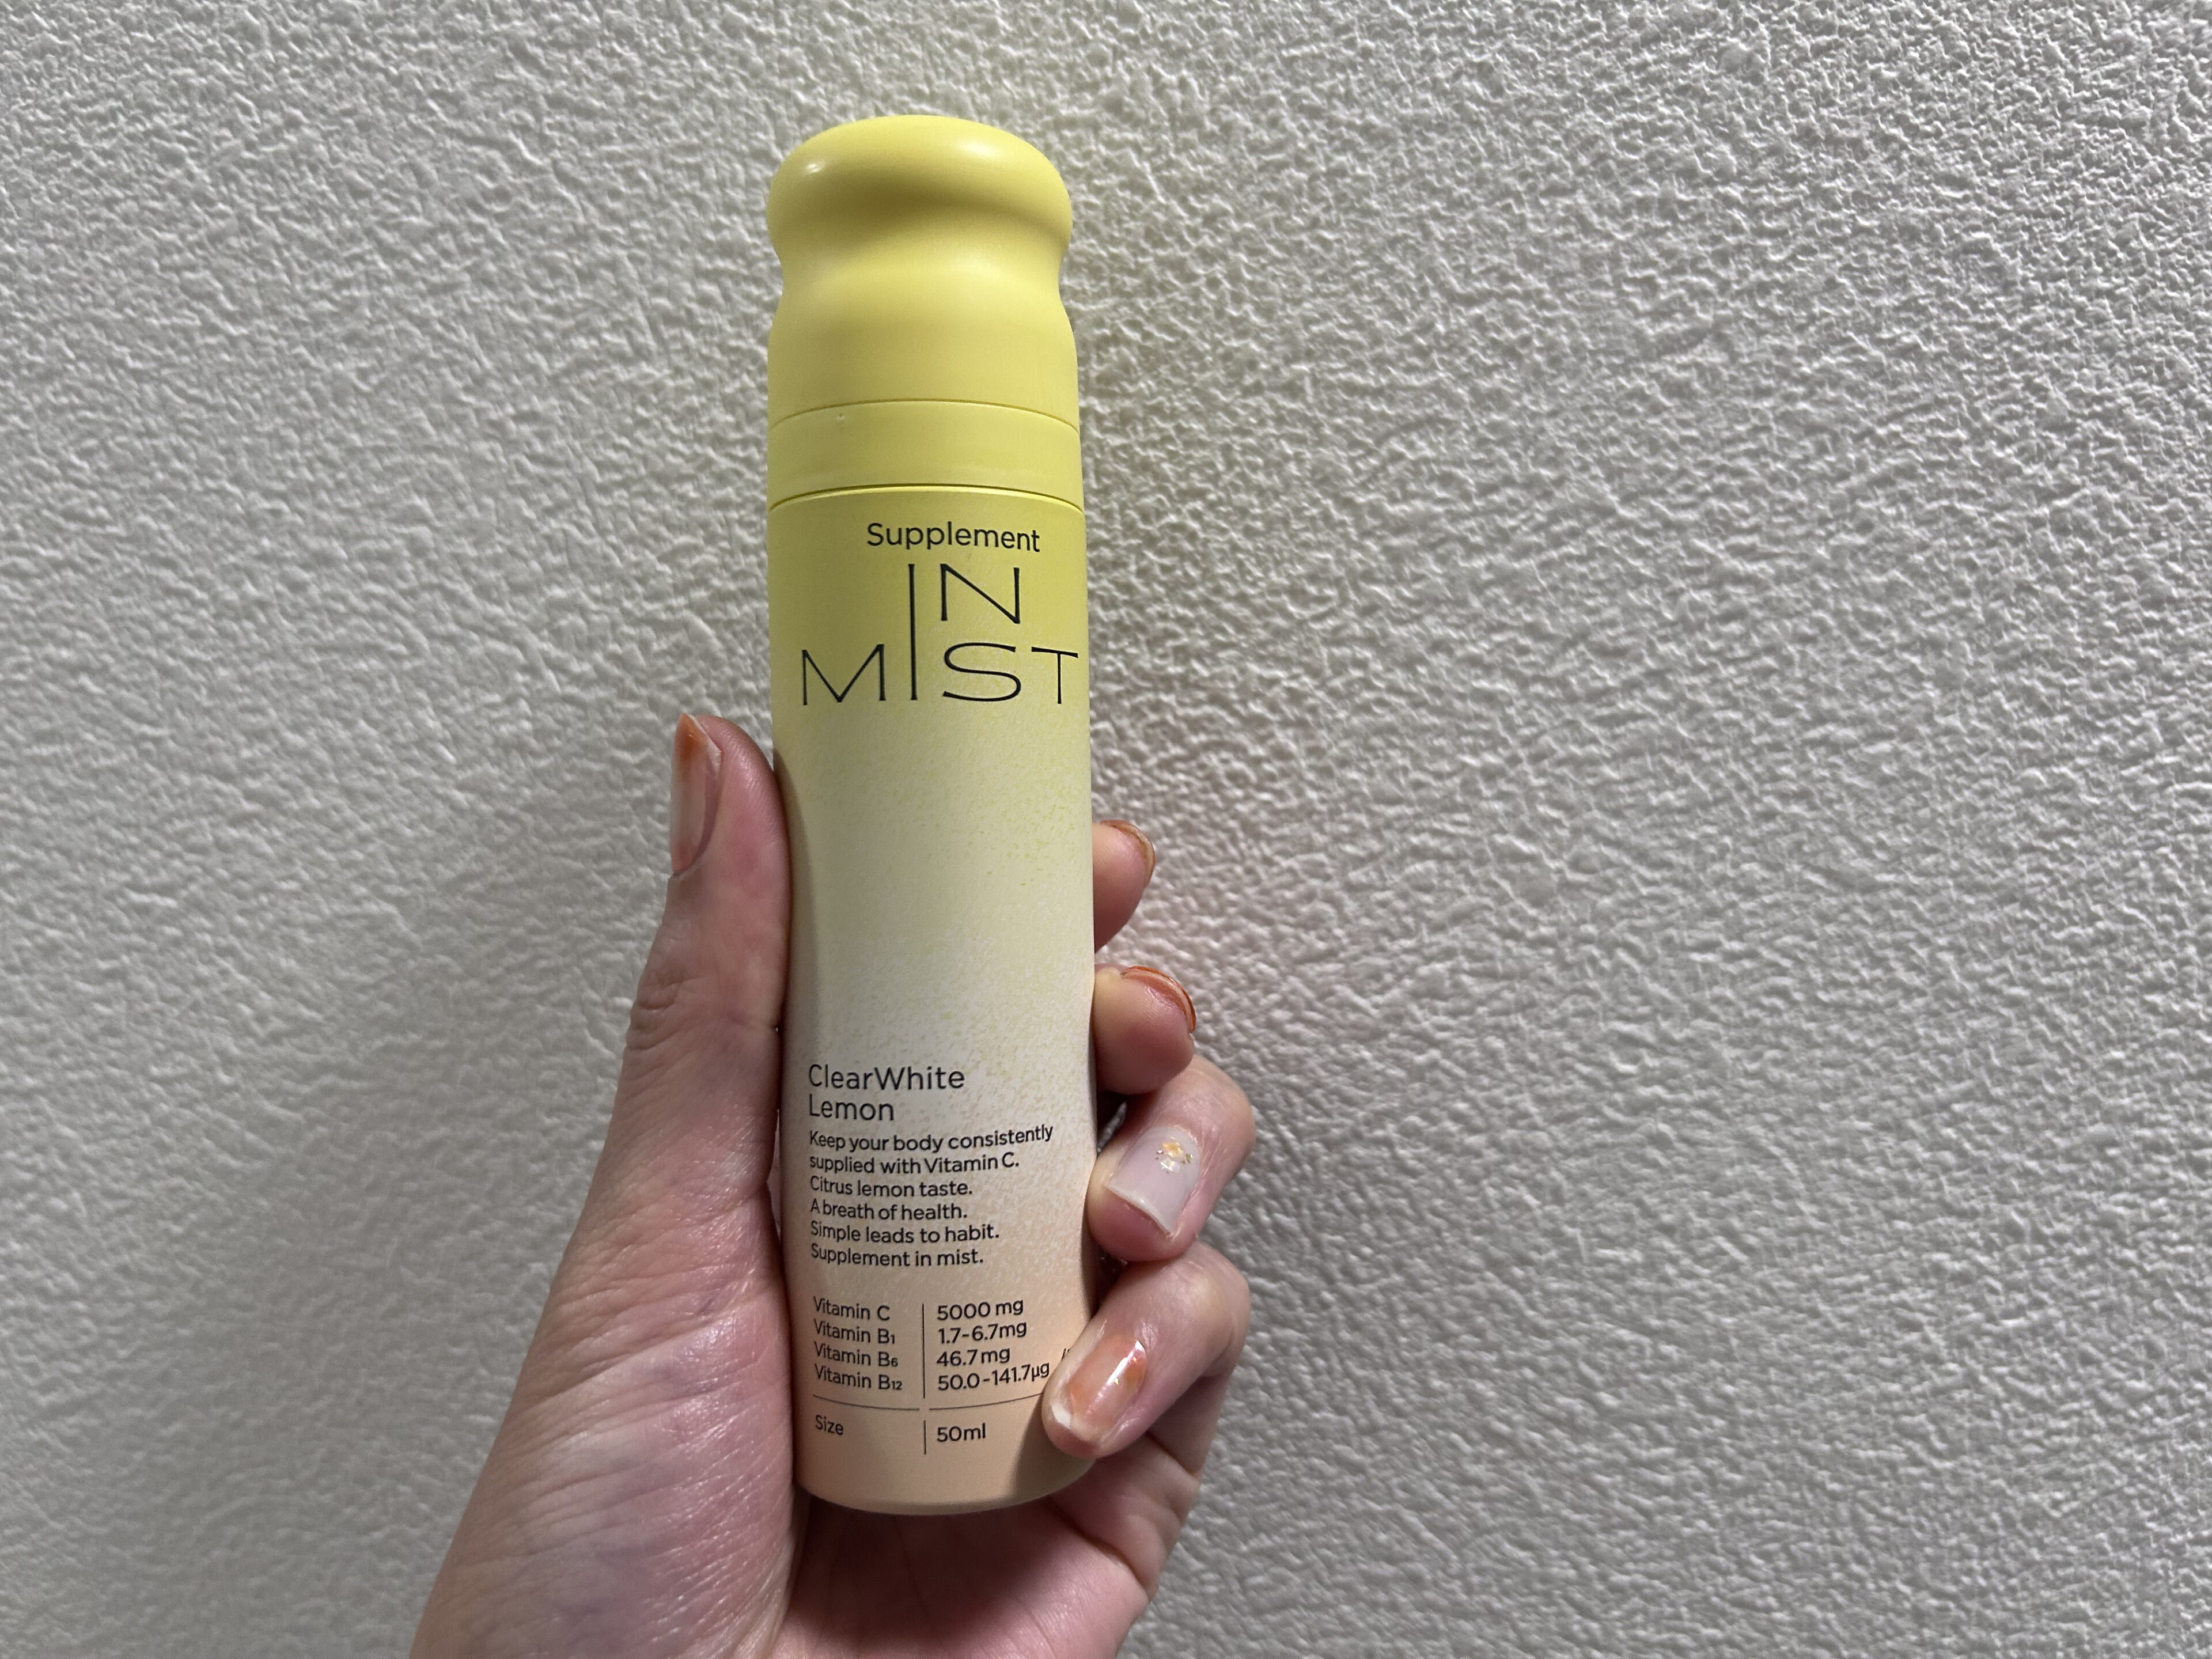 Supplement
IN
MIST
ClearWhite
Lemon
Keep your body consistently
supplied with Vitamin C.
Citrus lemon taste.
A breath of health.
Simple leads to habit.
Supplement in mist.
Vitamin C 5000 mg
Vitamin B1 1.7-6.7mg
Vitamin B6 46.7mg
Vitamin B12 50.0-141.7μg
Size 50ml